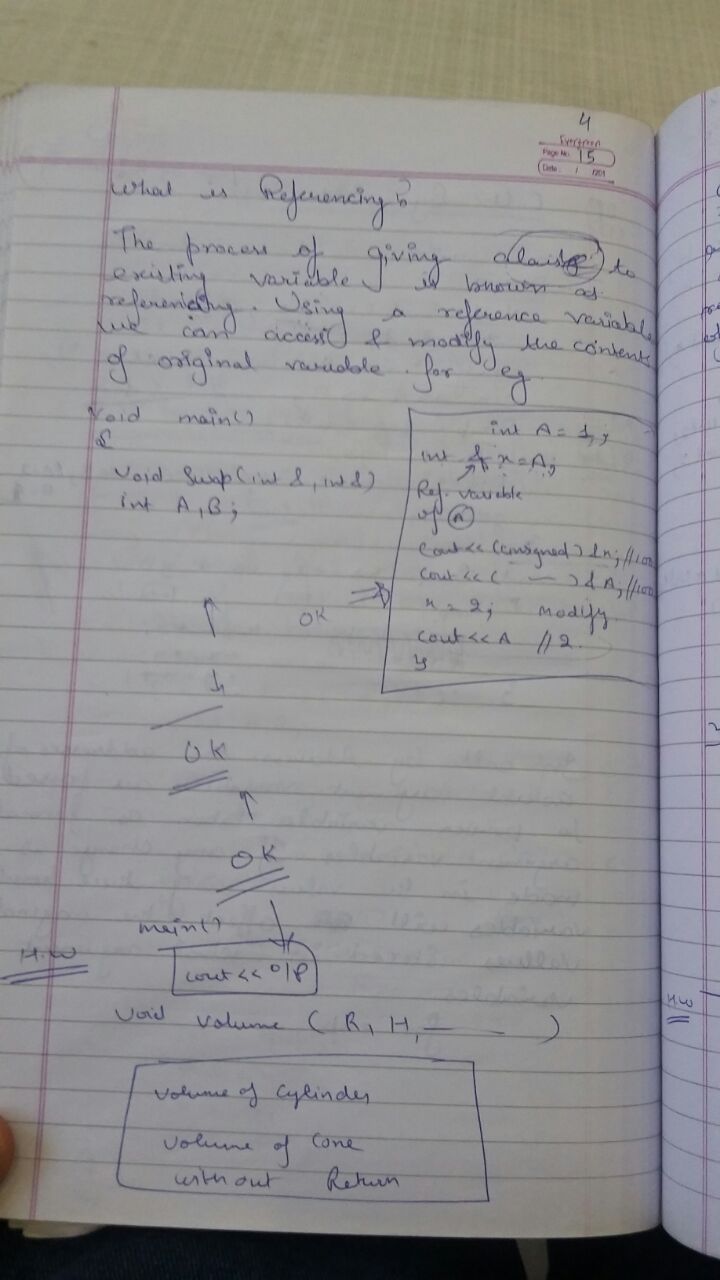 4
Evergreen
Page No. 15
Date: / /201
What is Referencing?
The process of giving alaise to
existing variable is known as
referencing. Using a reference variable
we can access & modify the contents
of original variable. for eg
void main()
{
void swap(int &, int &)
int A, B;
int A = 1;
int & x = A;
Ref. variable
of A
cout<< (unsigned) &x; //100
cout<< ( — ) & A; //100
x = 2; modify
cout<<A //2.
}
OK
OK
OK
main()
H.W
cout<< O/P
void volume ( R, H, — — )
volume of cylinder
volume of cone
without Return
H.W